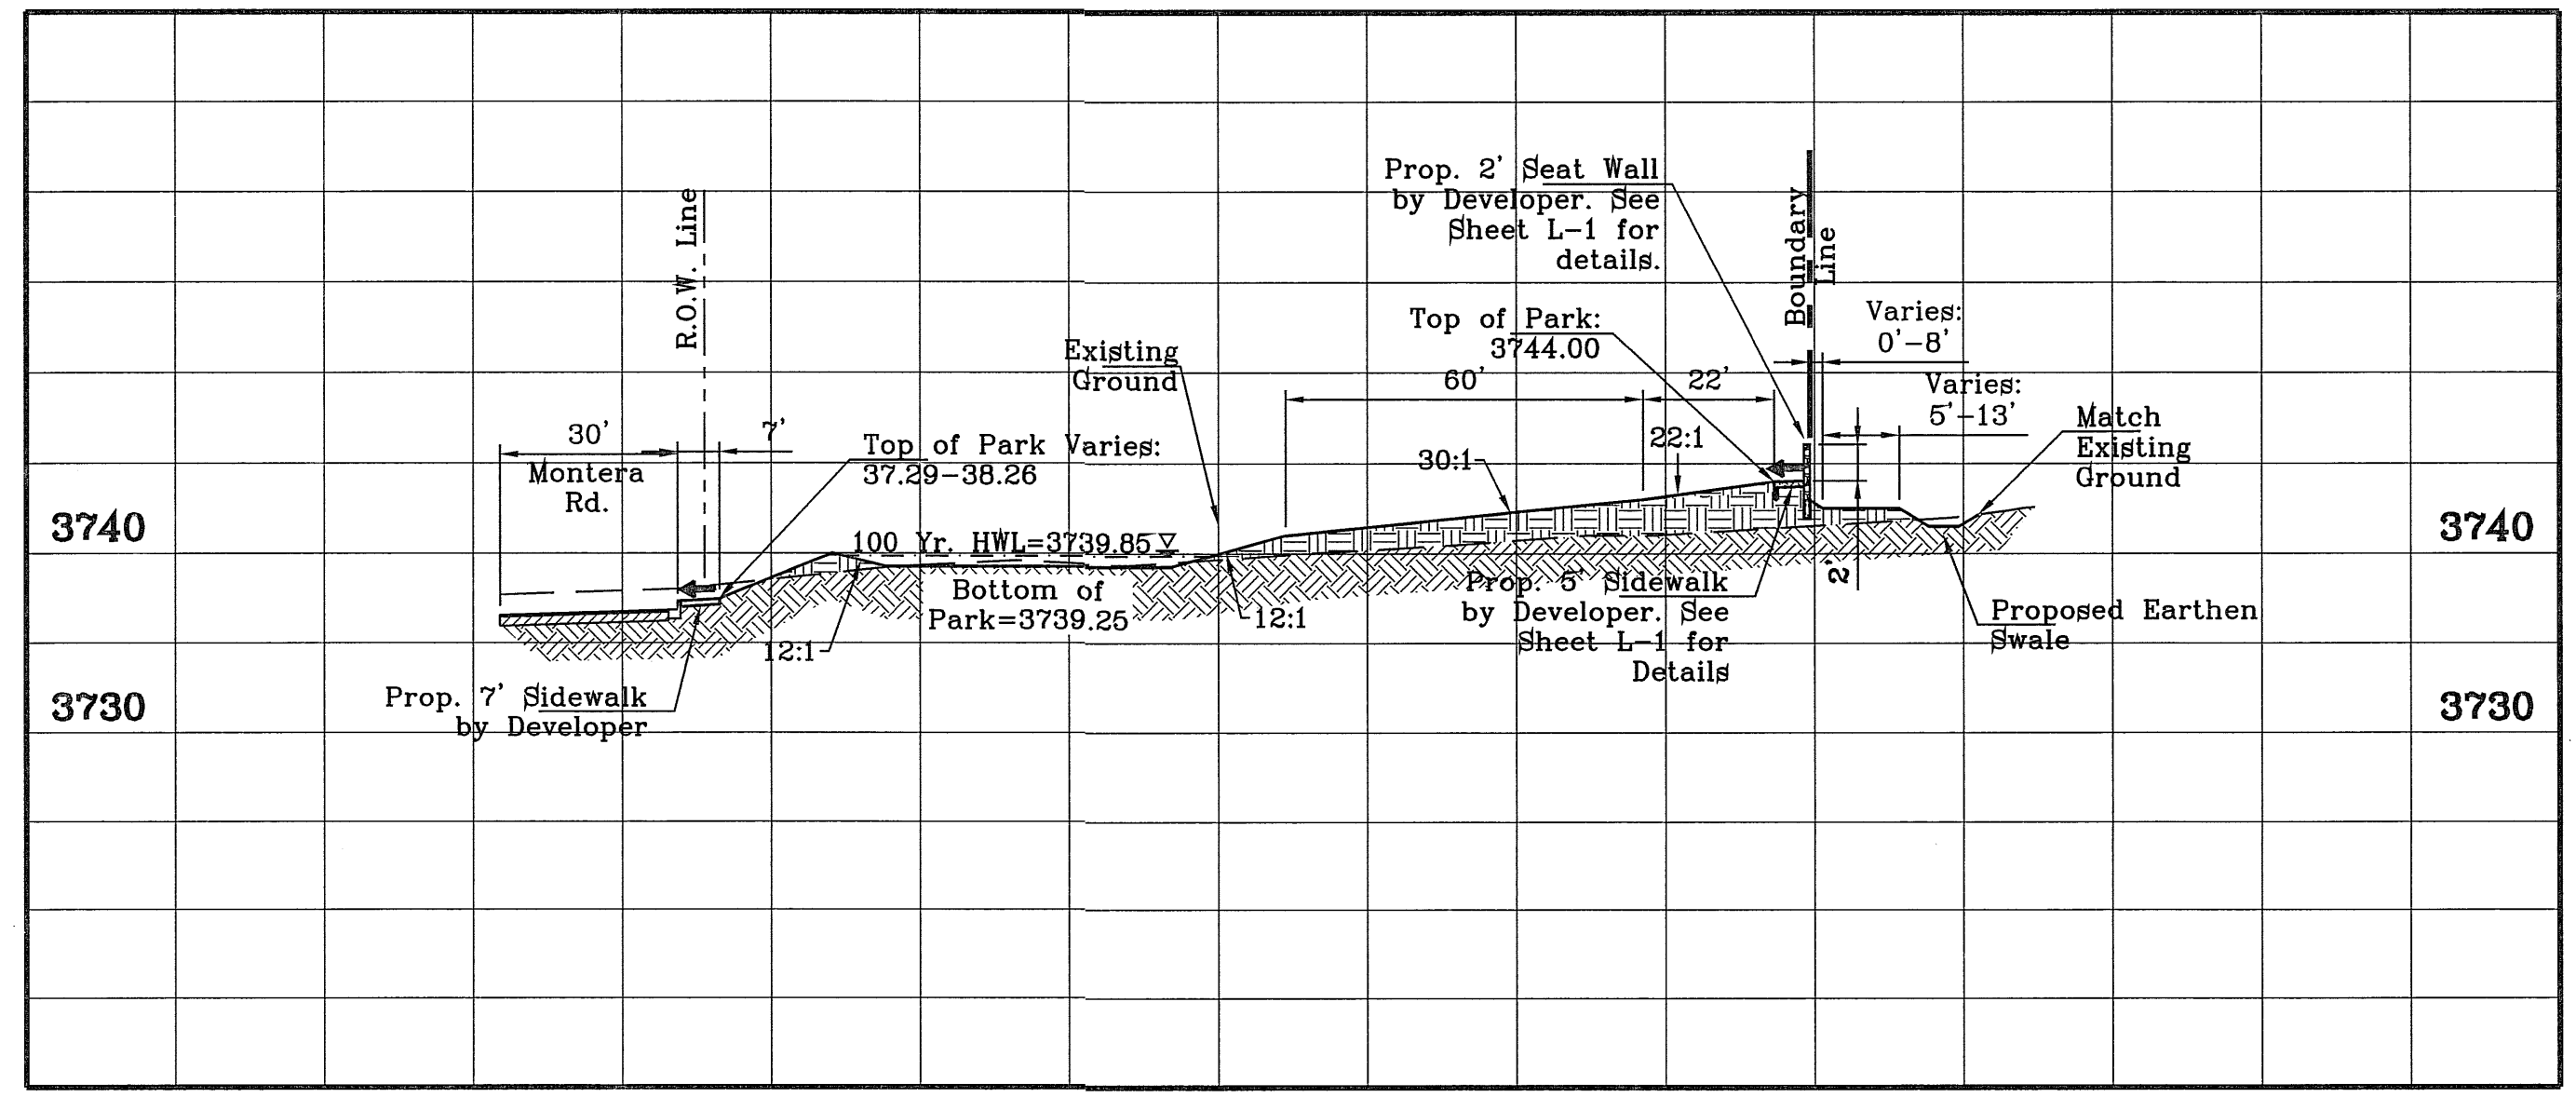 R.O.W. Line
Prop. 2' Seat Wall
by Developer. See
Sheet L-1 for
details.
Boundary
Line
Top of Park:
3744.00
Varies:
0'-8'
Existing
Ground
60'
22'
Varies:
5'-13'
30'
7'
Montera
Rd.
Top of Park Varies:
37.29-38.26
30:1
22:1
Match
Existing
Ground
3740
100 Yr. HWL=3739.85
3740
Bottom of
Park=3739.25
12:1
12:1
Prop. 5' Sidewalk
by Developer. See
Sheet L-1 for
Details
2'
Proposed Earthen
Swale
3730
Prop. 7' Sidewalk
by Developer
3730